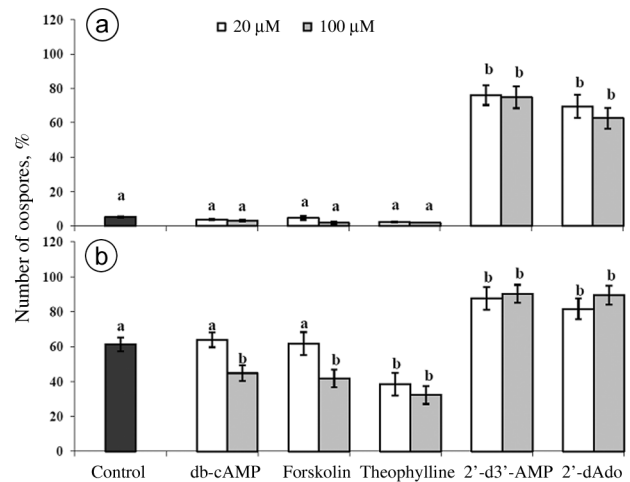 120
100
80
60
40
20
0
a
20 µM
100 µM
a
a
a
a
a
a
a
b
b
b
b
Number of oospores, %
120
100
80
60
40
20
0
b
a
a
b
a
b
b
b
b
b
b
b
Control
db-cAMP
Forskolin
Theophylline
2’-d3’-AMP
2’-dAdo